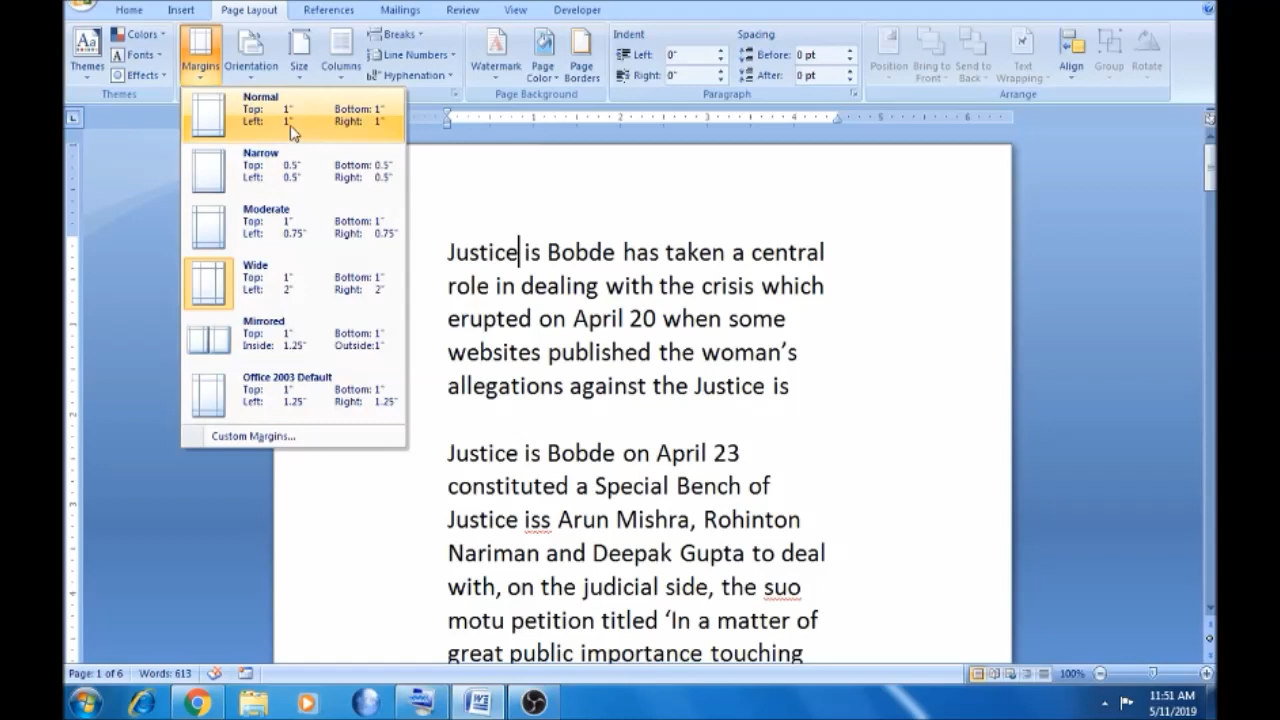 Home Insert Page Layout References Mailings Review View Developer
Themes Colors Fonts Effects
Margins Orientation Size Columns
Breaks Line Numbers Hyphenation
Watermark Page Color Page Borders
Indent Spacing
Left: 0" Before: 0 pt
Right: 0" After: 0 pt
Position Bring to Front Send to Back Text Wrapping Align Group Rotate
Themes Page Background Paragraph Arrange
Normal
Top: 1" Bottom: 1"
Left: 1" Right: 1"
Narrow
Top: 0.5" Bottom: 0.5"
Left: 0.5" Right: 0.5"
Moderate
Top: 1" Bottom: 1"
Left: 0.75" Right: 0.75"
Wide
Top: 1" Bottom: 1"
Left: 2" Right: 2"
Mirrored
Top: 1" Bottom: 1"
Inside: 1.25" Outside: 1"
Office 2003 Default
Top: 1" Bottom: 1"
Left: 1.25" Right: 1.25"
Custom Margins...
Justice is Bobde has taken a central
role in dealing with the crisis which
erupted on April 20 when some
websites published the woman’s
allegations against the Justice is
Justice is Bobde on April 23
constituted a Special Bench of
Justice iss Arun Mishra, Rohinton
Nariman and Deepak Gupta to deal
with, on the judicial side, the suo
motu petition titled ‘In a matter of
great public importance touching
Page: 1 of 6 Words: 613 100%
11:51 AM
5/11/2019